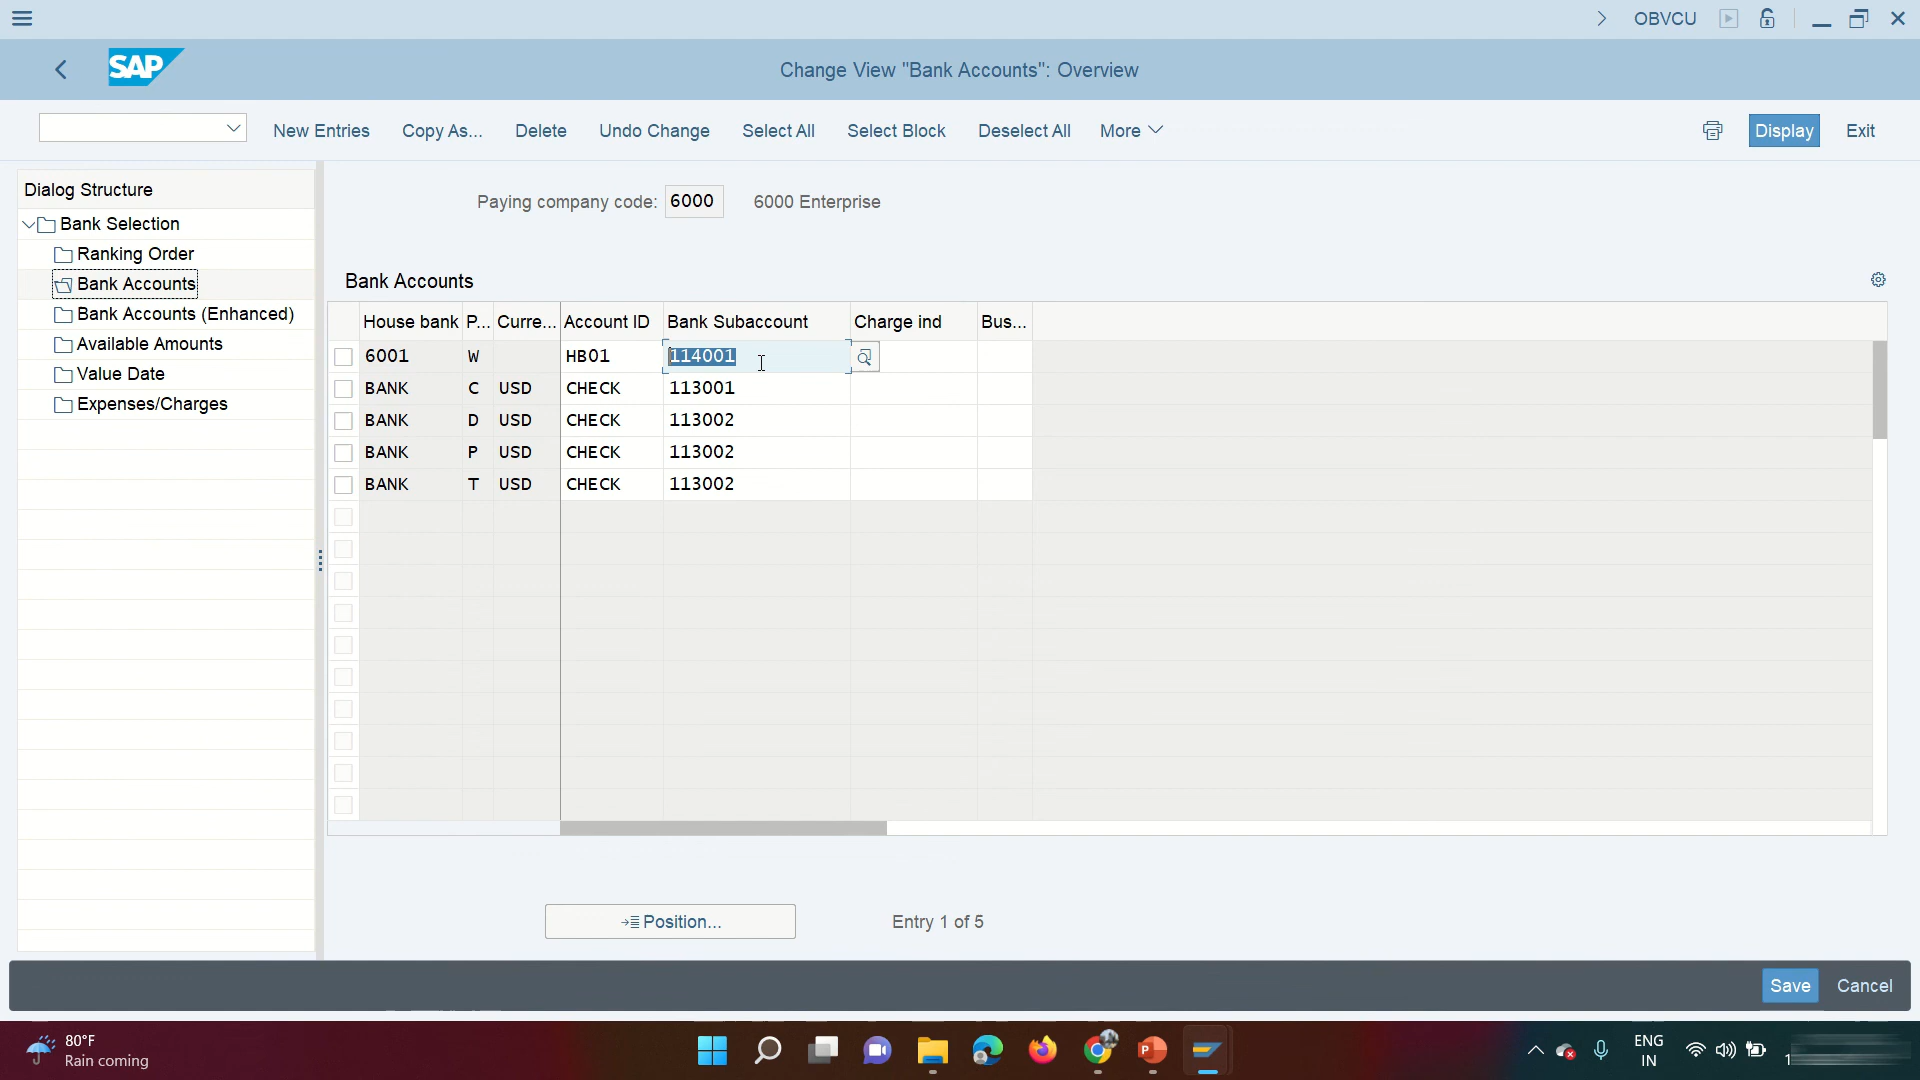 OBVCU
SAP
Change View "Bank Accounts": Overview
New Entries Copy As... Delete Undo Change Select All Select Block Deselect All More Display Exit
Dialog Structure
Bank Selection
Ranking Order
Bank Accounts
Bank Accounts (Enhanced)
Available Amounts
Value Date
Expenses/Charges
Paying company code: 6000 6000 Enterprise
Bank Accounts
House bank P... Curre... Account ID Bank Subaccount Charge ind Bus...
6001 W HB01 114001
BANK C USD CHECK 113001
BANK D USD CHECK 113002
BANK P USD CHECK 113002
BANK T USD CHECK 113002
Position... Entry 1 of 5
Save Cancel
80°F
Rain coming
ENG
IN